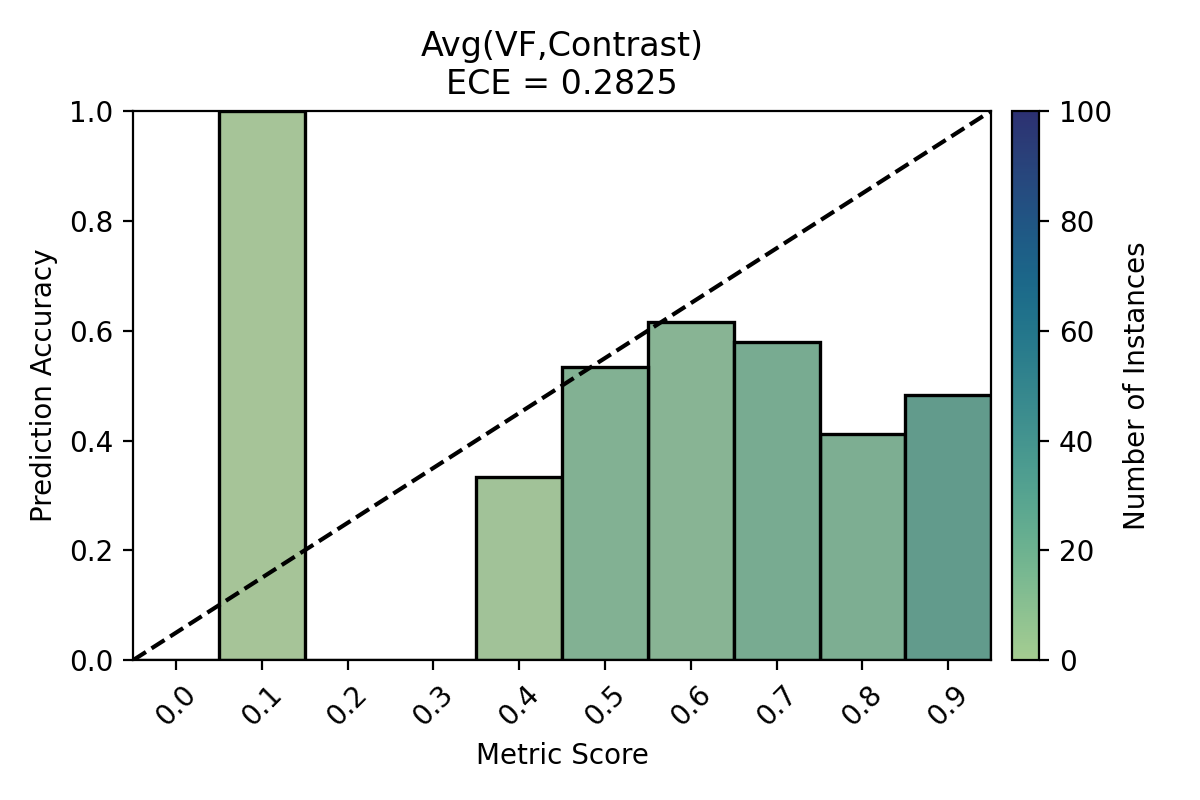 Avg(VF,Contrast)
ECE = 0.2825
Prediction Accuracy
1.0
0.8
0.6
0.4
0.2
0.0
0.0 0.1 0.2 0.3 0.4 0.5 0.6 0.7 0.8 0.9
Metric Score
100
80
60
40
20
0
Number of Instances